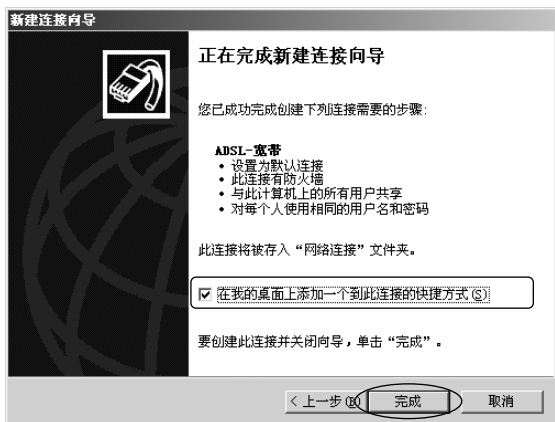 新建连接向导
正在完成新建连接向导
您已成功完成创建下列连接需要的步骤:
ADSL-宽带
• 设置为默认连接
• 此连接有防火墙
• 与此计算机上的所有用户共享
• 对每个人使用相同的用户名和密码
此连接将被存入“网络连接”文件夹。
在我的桌面上添加一个到此连接的快捷方式(S)
要创建此连接并关闭向导，单击“完成”。
<上一步(B) 完成 取消